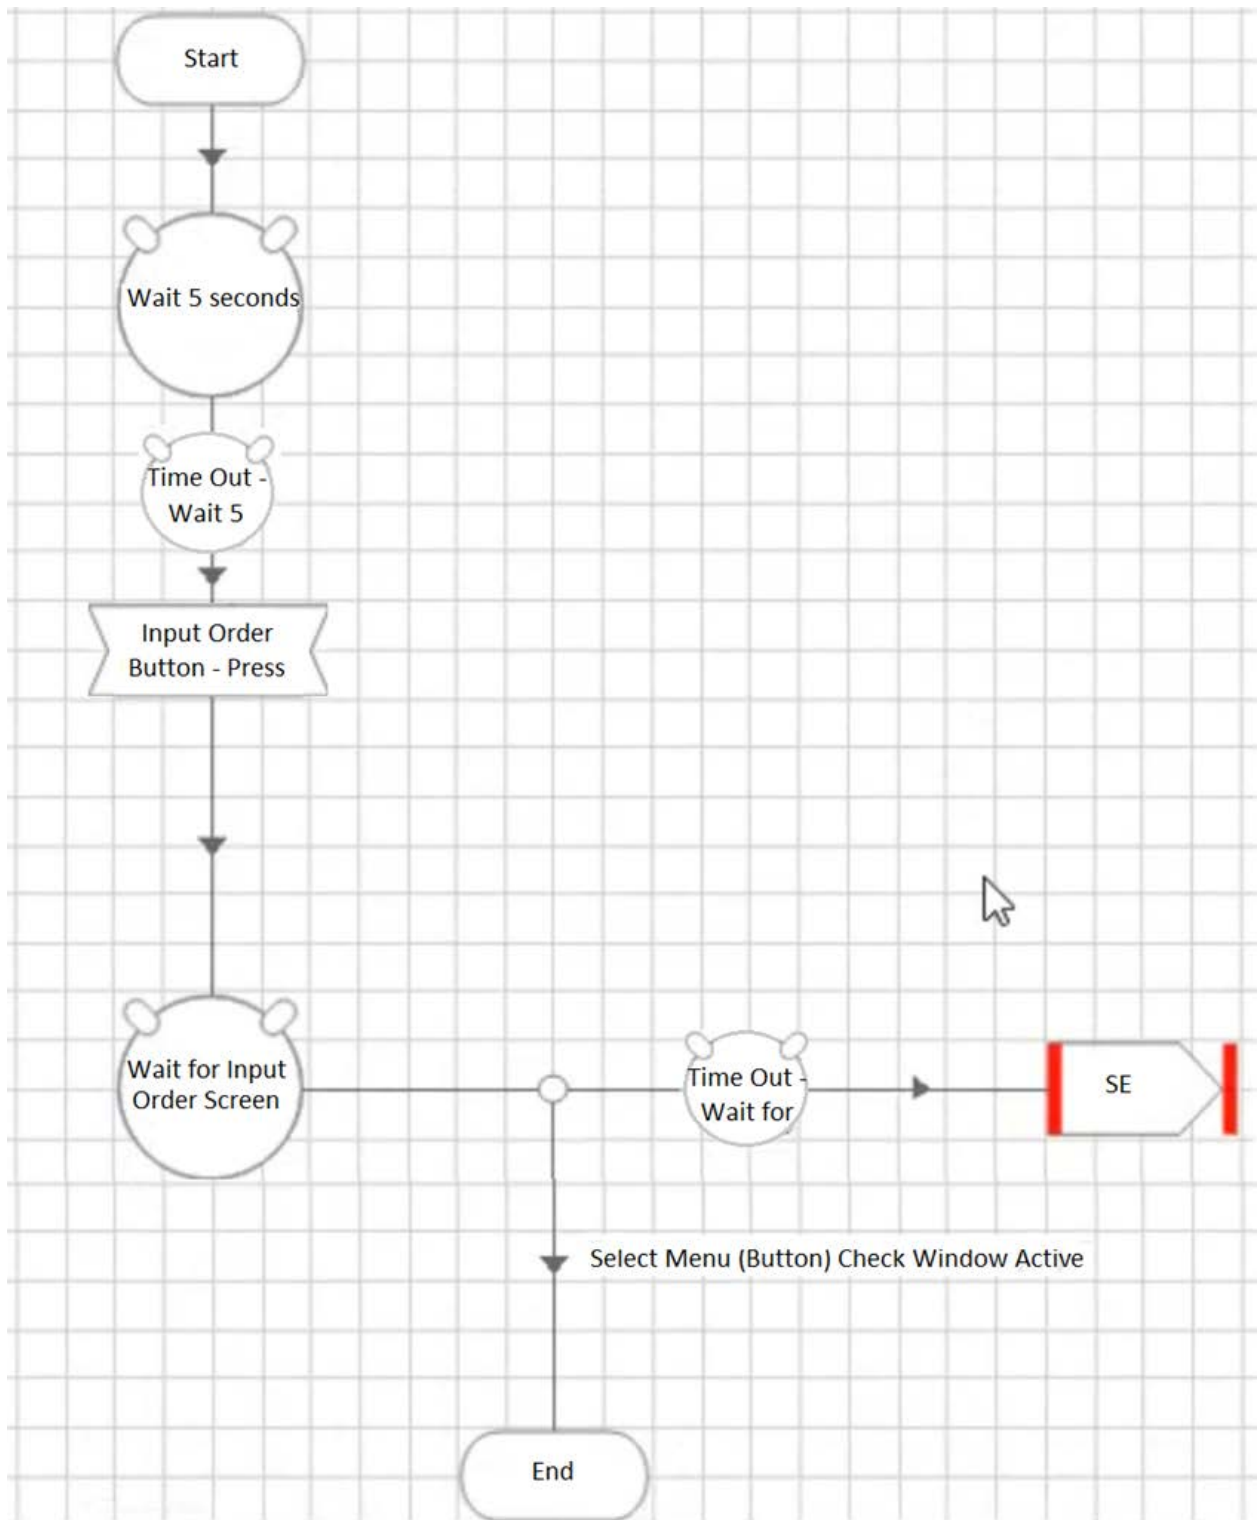 Start
Wait 5 seconds
Time Out -
Wait 5
Input Order
Button - Press
Wait for Input
Order Screen
Time Out -
Wait for
SE
Select Menu (Button) Check Window Active
End